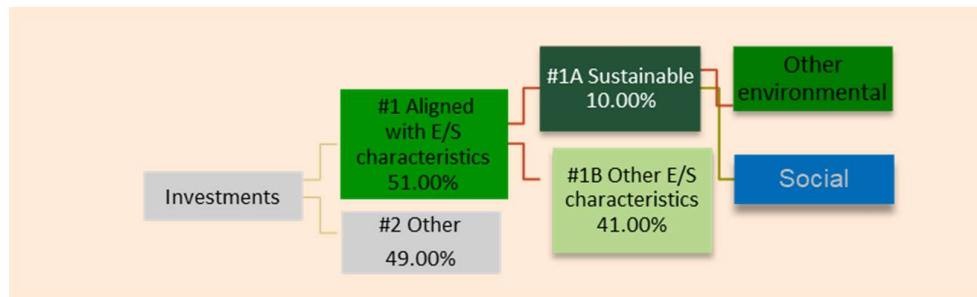 Investments
#1 Aligned
with E/S
characteristics
51.00%
#2 Other
49.00%
#1A Sustainable
10.00%
#1B Other E/S
characteristics
41.00%
Other
environmental
Social